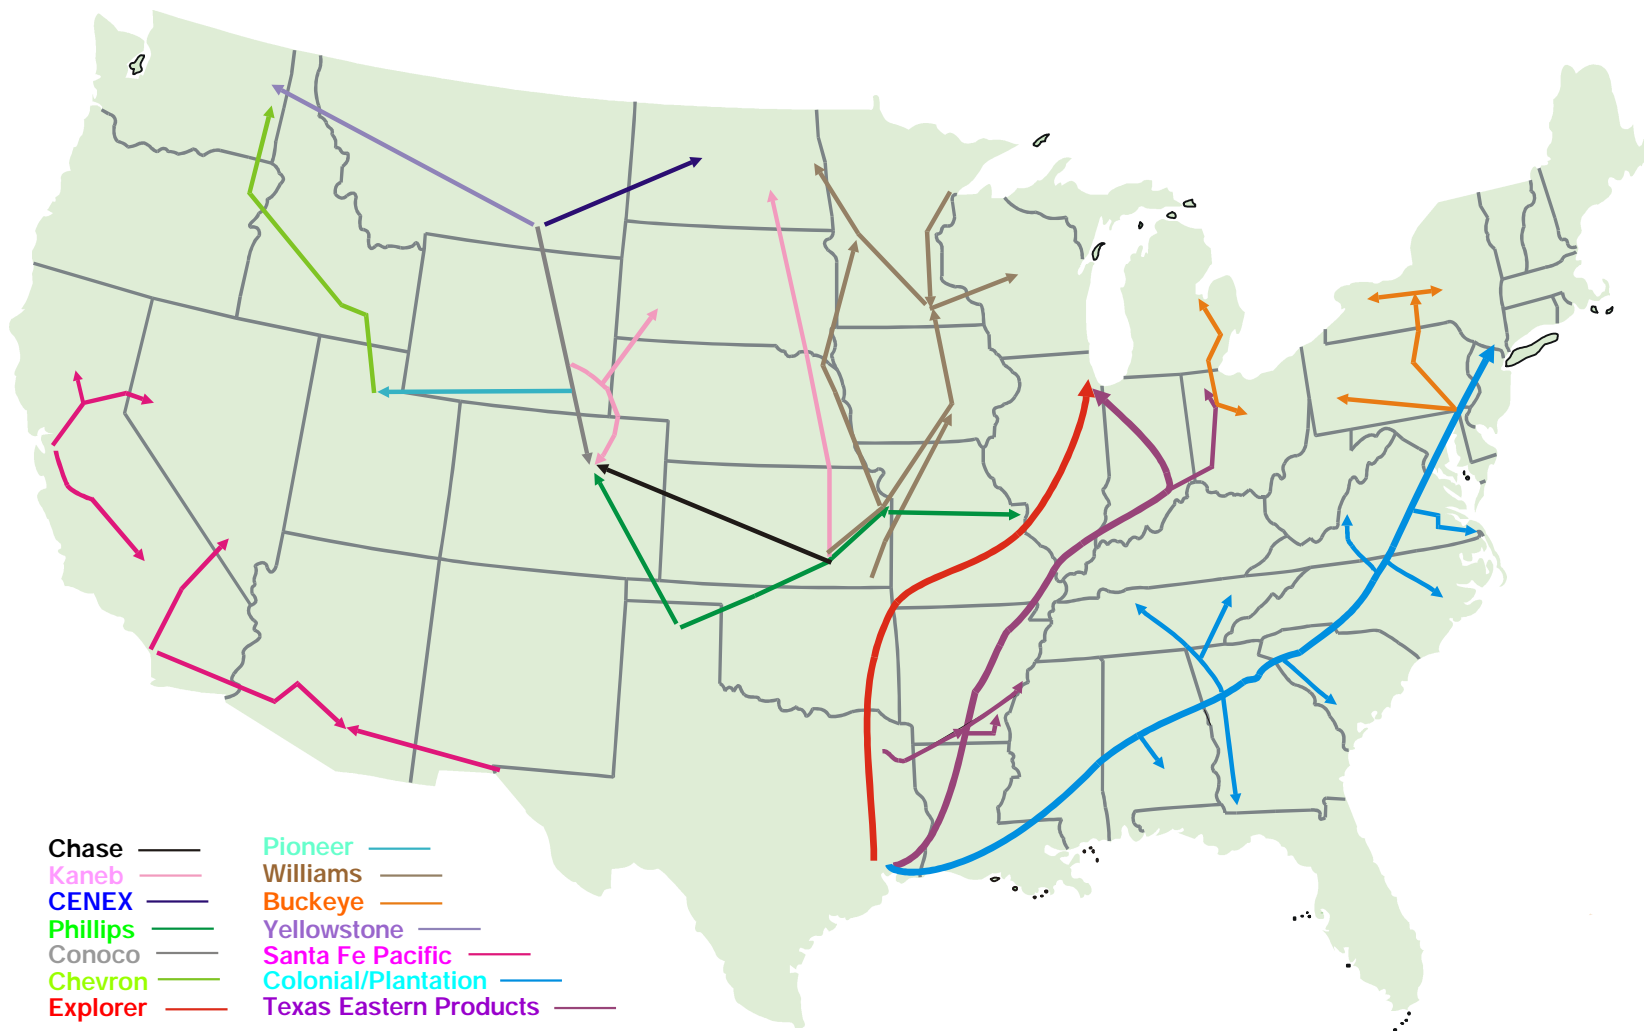 Chase
Kaneb
CENEX
Phillips
Conoco
Chevron
Explorer
Pioneer
Williams
Buckeye
Yellowstone
Santa Fe Pacific
Colonial/Plantation
Texas Eastern Products